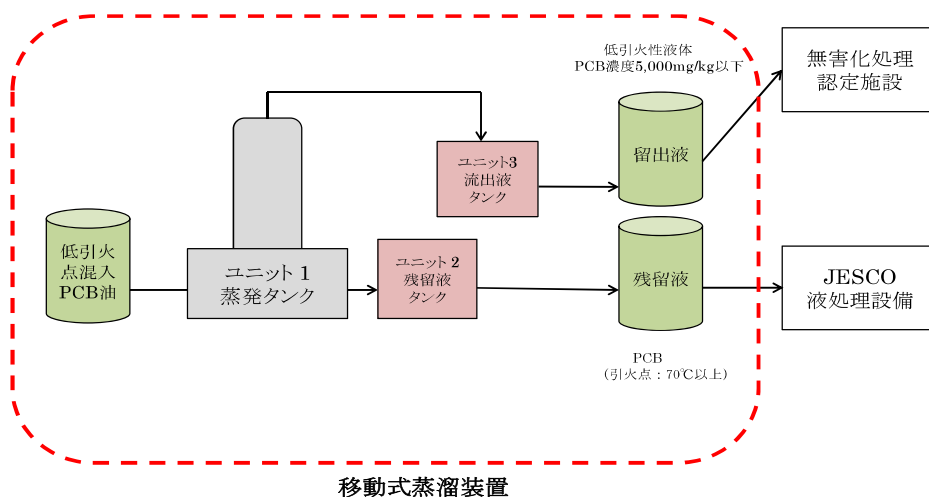 低引火性液体
PCB濃度5,000mg/kg以下
無害化処理
認定施設
ユニット3
流出液
タンク
留出液
低引火
点混入
PCB油
ユニット1
蒸発タンク
ユニット2
残留液
タンク
残留液
JESCO
液処理設備
PCB
(引火点：70℃以上)
移動式蒸溜装置